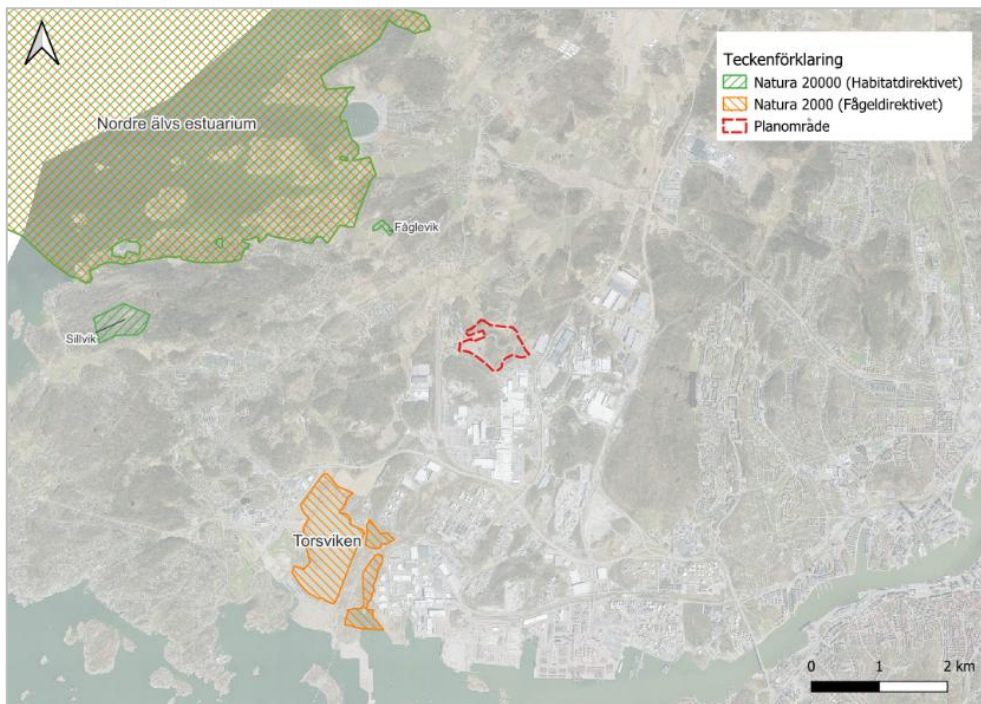 Teckenförklaring
Natura 20000 (Habitatdirektivet)
Natura 2000 (Fågeldirektivet)
Planområde
Nordre älvs estuarium
Fåglevik
Sillvik
Torsviken
0 1 2 km